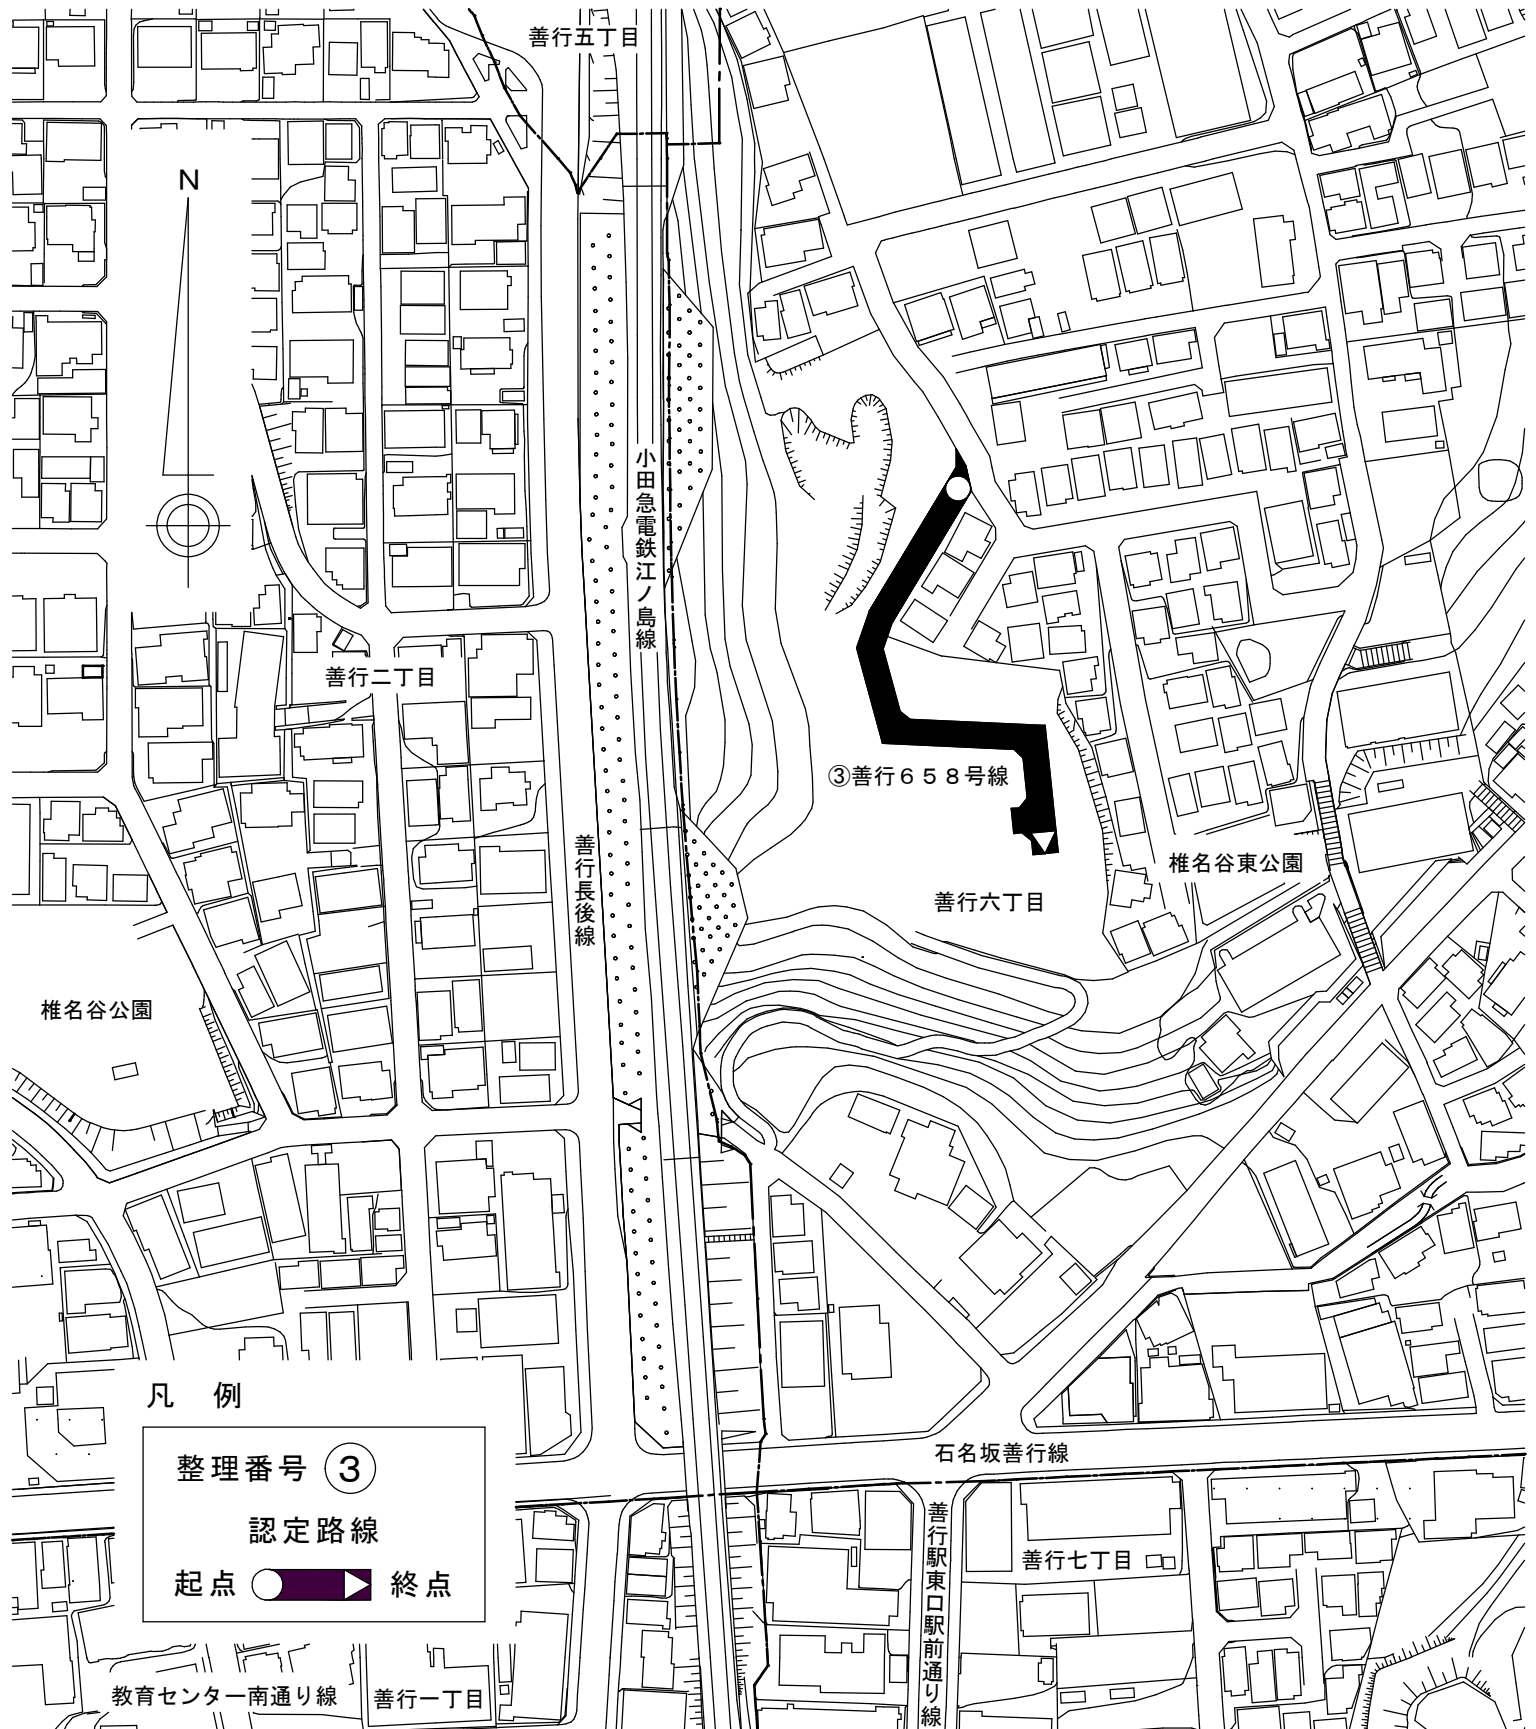 善行五丁目
N
小田急電鉄江ノ島線
善行二丁目
③善行６５８号線
善行長後線
椎名谷東公園
善行六丁目
椎名谷公園
凡　例
整理番号 ③
認定路線
起点 終点
石名坂善行線
善行駅東口駅前通り線
善行七丁目
教育センター南通り線
善行一丁目